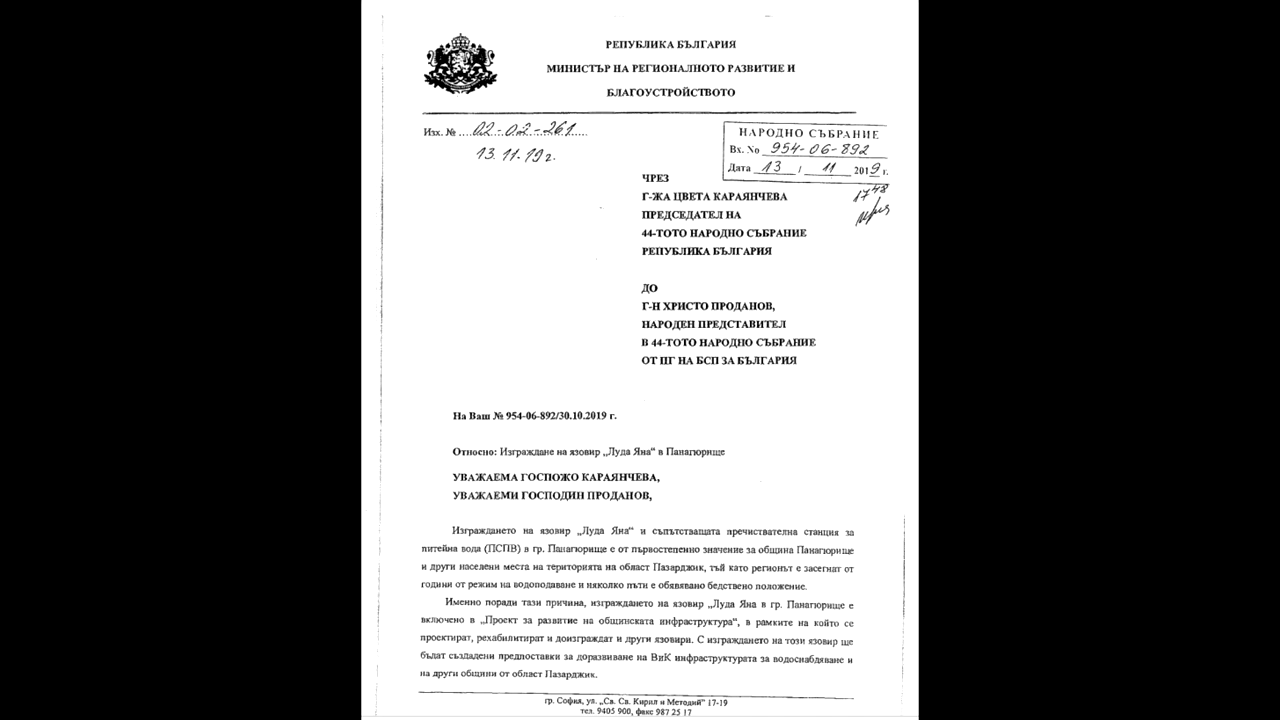 РЕПУБЛИКА БЪЛГАРИЯ
МИНИСТЪР НА РЕГИОНАЛНОТО РАЗВИТИЕ И
БЛАГОУСТРОЙСТВОТО
Изх. № 02-02-261
13.11.19г.
НАРОДНО СЪБРАНИЕ
Вх. No 954-06-892
Дата 13 / 11 2019 г.
17 48
ЧРЕЗ
Г-ЖА ЦВЕТА КАРАЯНЧЕВА
ПРЕДСЕДАТЕЛ НА
44-ТОТО НАРОДНО СЪБРАНИЕ
РЕПУБЛИКА БЪЛГАРИЯ
ДО
Г-Н ХРИСТО ПРОДАНОВ,
НАРОДЕН ПРЕДСТАВИТЕЛ
В 44-ТОТО НАРОДНО СЪБРАНИЕ
ОТ ПГ НА БСП ЗА БЪЛГАРИЯ
На Ваш № 954-06-892/30.10.2019 г.
Относно: Изграждане на язовир „Луда Яна“ в Панагюрище
УВАЖАЕМА ГОСПОЖО КАРАЯНЧЕВА,
УВАЖАЕМИ ГОСПОДИН ПРОДАНОВ,
Изграждането на язовир „Луда Яна“ и съпътстващата пречиствателна станция за
питейна вода (ПСПВ) в гр. Панагюрище е от първостепенно значение за община Панагюрище
и други населени места на територията на област Пазарджик, тъй като регионът е засегнат от
години от режим на водоподаване и няколко пъти е обявявано бедствено положение.
Именно поради тази причина, изграждането на язовир „Луда Яна в гр. Панагюрище е
включено в „Проект за развитие на общинската инфраструктура“, в рамките на който се
проектират, рехабилитират и доизграждат и други язовири. С изграждането на този язовир ще
бъдат създадени предпоставки за доразвиване на ВиК инфраструктурата за водоснабдяване и
на други общини от област Пазарджик.
гр. София, ул. „Св. Св. Кирил и Методий" 17-19
тел. 9405 900, факс 987 25 17